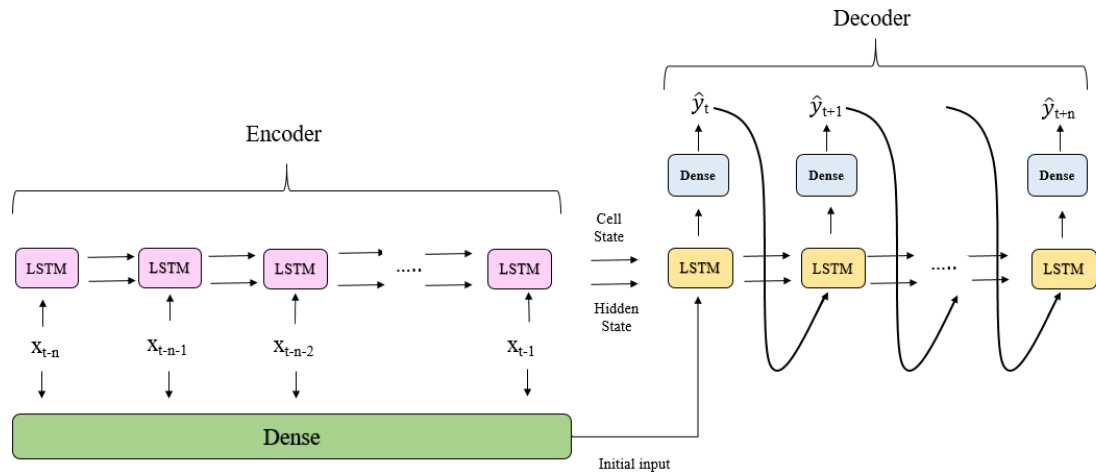 Decoder
Encoder
ŷt ŷt+1 ..... ŷt+n
Dense Dense Dense
Cell
State
LSTM LSTM LSTM ..... LSTM LSTM LSTM ..... LSTM
Hidden
State
xt-n xt-n-1 xt-n-2 xt-1
Dense
Initial input